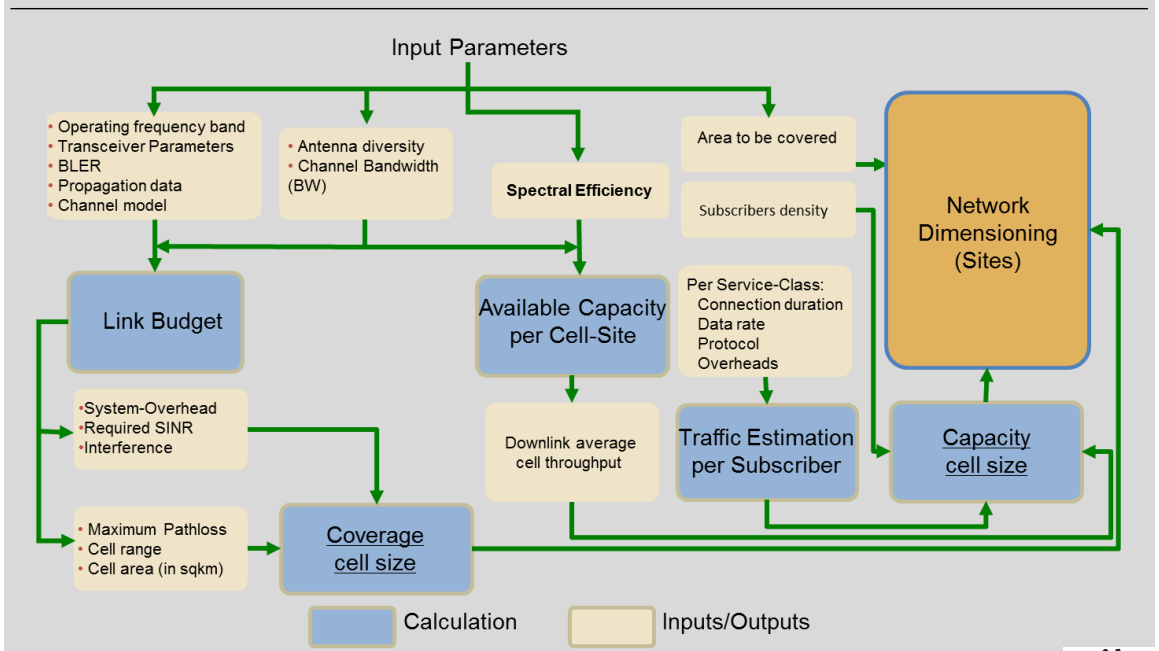 Input Parameters
• Operating frequency band
• Transceiver Parameters
• BLER
• Propagation data
• Channel model
• Antenna diversity
• Channel Bandwidth
(BW)
Spectral Efficiency
Area to be covered
Subscribers density
Network
Dimensioning
(Sites)
Link Budget
Available Capacity
per Cell-Site
Per Service-Class:
Connection duration
Data rate
Protocol
Overheads
•System-Overhead
•Required SINR
•Interference
Downlink average
cell throughput
Traffic Estimation
per Subscriber
Capacity
cell size
• Maximum Pathloss
• Cell range
• Cell area (in sqkm)
Coverage
cell size
Calculation
Inputs/Outputs